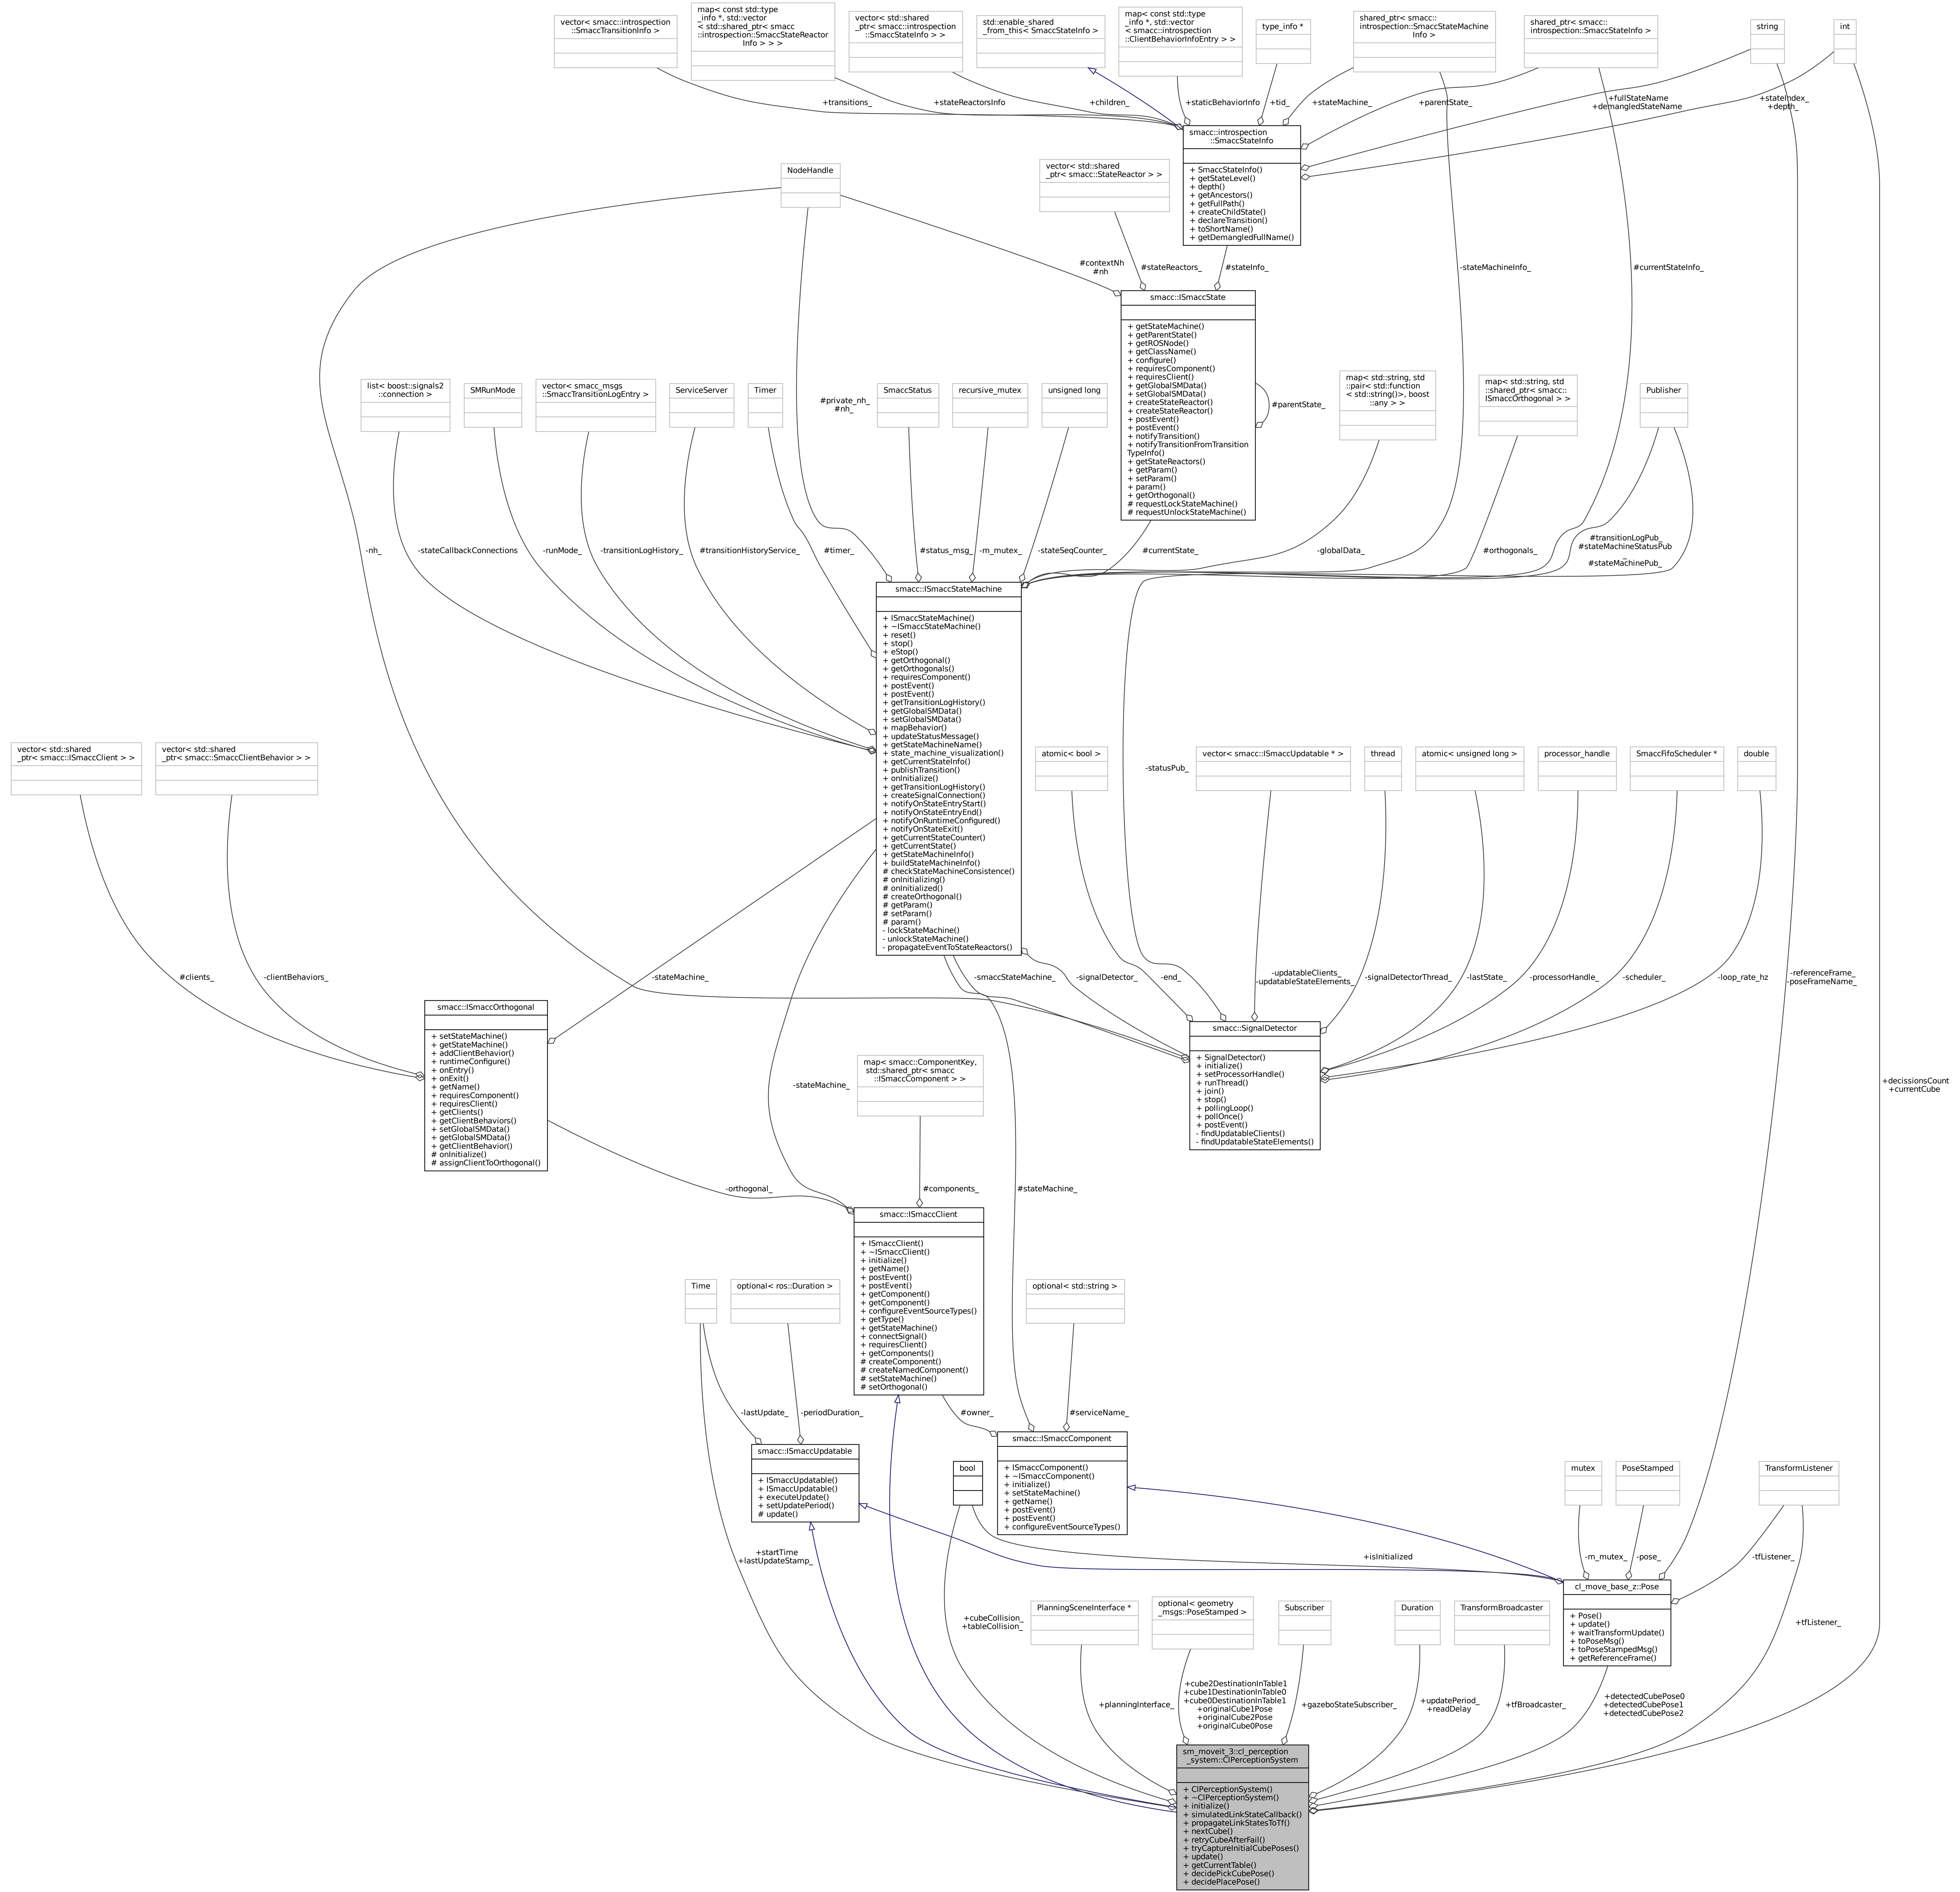 vector< smacc::introspection
::SmaccTransitionInfo >
map< const std::type
_info *, std::vector
< std::shared_ptr< smacc
::introspection::SmaccStateReactor
Info > > >
vector< std::shared
_ptr< smacc::introspection
::SmaccStateInfo > >
std::enable_shared
_from_this< SmaccStateInfo >
map< const std::type
_info *, std::vector
< smacc::introspection
::ClientBehaviorInfoEntry > >
type_info *
shared_ptr< smacc::
introspection::SmaccStateMachine
Info >
shared_ptr< smacc::
introspection::SmaccStateInfo >
string
int
+transitions_
+stateReactorsInfo
+children_
+staticBehaviorInfo
+tid_
+stateMachine_
+parentState_
+fullStateName
+demangledStateName
+stateIndex_
+depth_
smacc::introspection
::SmaccStateInfo
+ SmaccStateInfo()
+ getStateLevel()
+ depth()
+ getAncestors()
+ getFullPath()
+ createChildState()
+ declareTransition()
+ toShortName()
+ getDemangledFullName()
NodeHandle
vector< std::shared
_ptr< smacc::StateReactor > >
#contextNh
#nh
#stateReactors_
#stateInfo_
-stateMachineInfo_
#currentStateInfo_
smacc::ISmaccState
+ getStateMachine()
+ getParentState()
+ getROSNode()
+ getClassName()
+ configure()
+ requiresComponent()
+ requiresClient()
+ getGlobalSMData()
+ setGlobalSMData()
+ createStateReactor()
+ createStateReactor()
+ postEvent()
+ postEvent()
+ notifyTransition()
+ notifyTransitionFromTransition
TypeInfo()
+ getStateReactors()
+ getParam()
+ setParam()
+ param()
+ getOrthogonal()
# requestLockStateMachine()
# requestUnlockStateMachine()
#parentState_
list< boost::signals2
::connection >
SMRunMode
vector< smacc_msgs
::SmaccTransitionLogEntry >
ServiceServer
Timer
#private_nh_
#nh_
SmaccStatus
recursive_mutex
unsigned long
map< std::string, std
::pair< std::function
< std::string()>, boost
::any > >
map< std::string, std
::shared_ptr< smacc::
ISmaccOrthogonal > >
Publisher
-nh_
-stateCallbackConnections
-runMode_
-transitionLogHistory_
#transitionHistoryService_
#timer_
#status_msg_
-m_mutex_
-stateSeqCounter_
#currentState_
-globalData_
#orthogonals_
#transitionLogPub_
#stateMachineStatusPub
_
#stateMachinePub_
smacc::ISmaccStateMachine
+ ISmaccStateMachine()
+ ~ISmaccStateMachine()
+ reset()
+ stop()
+ eStop()
+ getOrthogonal()
+ getOrthogonals()
+ requiresComponent()
+ postEvent()
+ postEvent()
+ getTransitionLogHistory()
+ getGlobalSMData()
+ setGlobalSMData()
+ mapBehavior()
+ updateStatusMessage()
+ getStateMachineName()
+ state_machine_visualization()
+ getCurrentStateInfo()
+ publishTransition()
+ onInitialize()
+ getTransitionLogHistory()
+ createSignalConnection()
+ notifyOnStateEntryStart()
+ notifyOnStateEntryEnd()
+ notifyOnRuntimeConfigured()
+ notifyOnStateExit()
+ getCurrentStateCounter()
+ getCurrentState()
+ getStateMachineInfo()
+ buildStateMachineInfo()
# checkStateMachineConsistence()
# onInitializing()
# onInitialized()
# createOrthogonal()
# getParam()
# setParam()
# param()
- lockStateMachine()
- unlockStateMachine()
- propagateEventToStateReactors()
vector< std::shared
_ptr< smacc::ISmaccClient > >
vector< std::shared
_ptr< smacc::SmaccClientBehavior > >
atomic< bool >
-statusPub_
vector< smacc::ISmaccUpdatable * >
thread
atomic< unsigned long >
processor_handle
SmaccFifoScheduler *
double
#clients_
-clientBehaviors_
-stateMachine_
-smaccStateMachine_
-signalDetector_
-end_
-updatableClients_
-updatableStateElements_
-signalDetectorThread_
-lastState_
-processorHandle_
-scheduler_
-loop_rate_hz
-referenceFrame_
-poseFrameName_
smacc::ISmaccOrthogonal
+ setStateMachine()
+ getStateMachine()
+ addClientBehavior()
+ runtimeConfigure()
+ onEntry()
+ onExit()
+ getName()
+ requiresComponent()
+ requiresClient()
+ getClients()
+ getClientBehaviors()
+ setGlobalSMData()
+ getGlobalSMData()
+ getClientBehavior()
# onInitialize()
# assignClientToOrthogonal()
smacc::SignalDetector
+ SignalDetector()
+ initialize()
+ setProcessorHandle()
+ runThread()
+ join()
+ stop()
+ pollingLoop()
+ pollOnce()
+ postEvent()
- findUpdatableClients()
- findUpdatableStateElements()
-stateMachine_
map< smacc::ComponentKey,
std::shared_ptr< smacc
::ISmaccComponent > >
+decissionsCount
+currentCube
-orthogonal_
#components_
#stateMachine_
smacc::ISmaccClient
+ ISmaccClient()
+ ~ISmaccClient()
+ initialize()
+ getName()
+ postEvent()
+ postEvent()
+ getComponent()
+ getComponent()
+ configureEventSourceTypes()
+ getType()
+ getStateMachine()
+ connectSignal()
+ requiresClient()
+ getComponents()
# createComponent()
# createNamedComponent()
# setStateMachine()
# setOrthogonal()
Time
optional< ros::Duration >
optional< std::string >
-lastUpdate_
-periodDuration_
#owner_
#serviceName_
smacc::ISmaccUpdatable
+ ISmaccUpdatable()
+ ISmaccUpdatable()
+ executeUpdate()
+ setUpdatePeriod()
# update()
bool
smacc::ISmaccComponent
+ ISmaccComponent()
+ ~ISmaccComponent()
+ initialize()
+ setStateMachine()
+ getName()
+ postEvent()
+ postEvent()
+ configureEventSourceTypes()
mutex
PoseStamped
TransformListener
+startTime
+lastUpdateStamp_
+isInitialized
-m_mutex_
-pose_
-tfListener_
cl_move_base_z::Pose
+ Pose()
+ update()
+ waitTransformUpdate()
+ toPoseMsg()
+ toPoseStampedMsg()
+ getReferenceFrame()
+cubeCollision_
+tableCollision_
PlanningSceneInterface *
optional< geometry
_msgs::PoseStamped >
Subscriber
Duration
TransformBroadcaster
+tfListener_
+planningInterface_
+cube2DestinationInTable1
+cube1DestinationInTable0
+cube0DestinationInTable1
+originalCube1Pose
+originalCube2Pose
+originalCube0Pose
+gazeboStateSubscriber_
+updatePeriod_
+readDelay
+tfBroadcaster_
+detectedCubePose0
+detectedCubePose1
+detectedCubePose2
sm_moveit_3::cl_perception
_system::ClPerceptionSystem
+ ClPerceptionSystem()
+ ~ClPerceptionSystem()
+ initialize()
+ simulatedLinkStateCallback()
+ propagateLinkStatesToTf()
+ nextCube()
+ retryCubeAfterFail()
+ tryCaptureInitialCubePoses()
+ update()
+ getCurrentTable()
+ decidePickCubePose()
+ decidePlacePose()